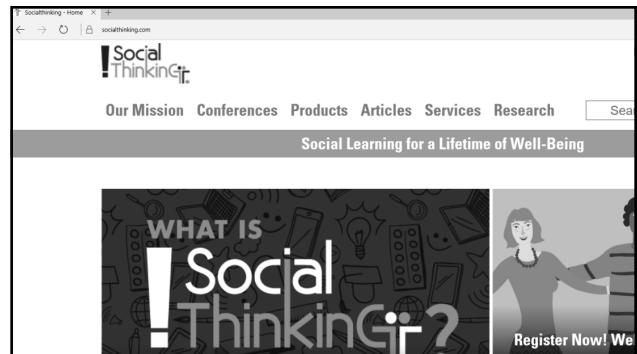 Socialthinking - Home
socialthinking.com
Social
Thinking
Our Mission Conferences Products Articles Services Research Sear
Social Learning for a Lifetime of Well-Being
WHAT IS
Social
Thinking?
Register Now! We